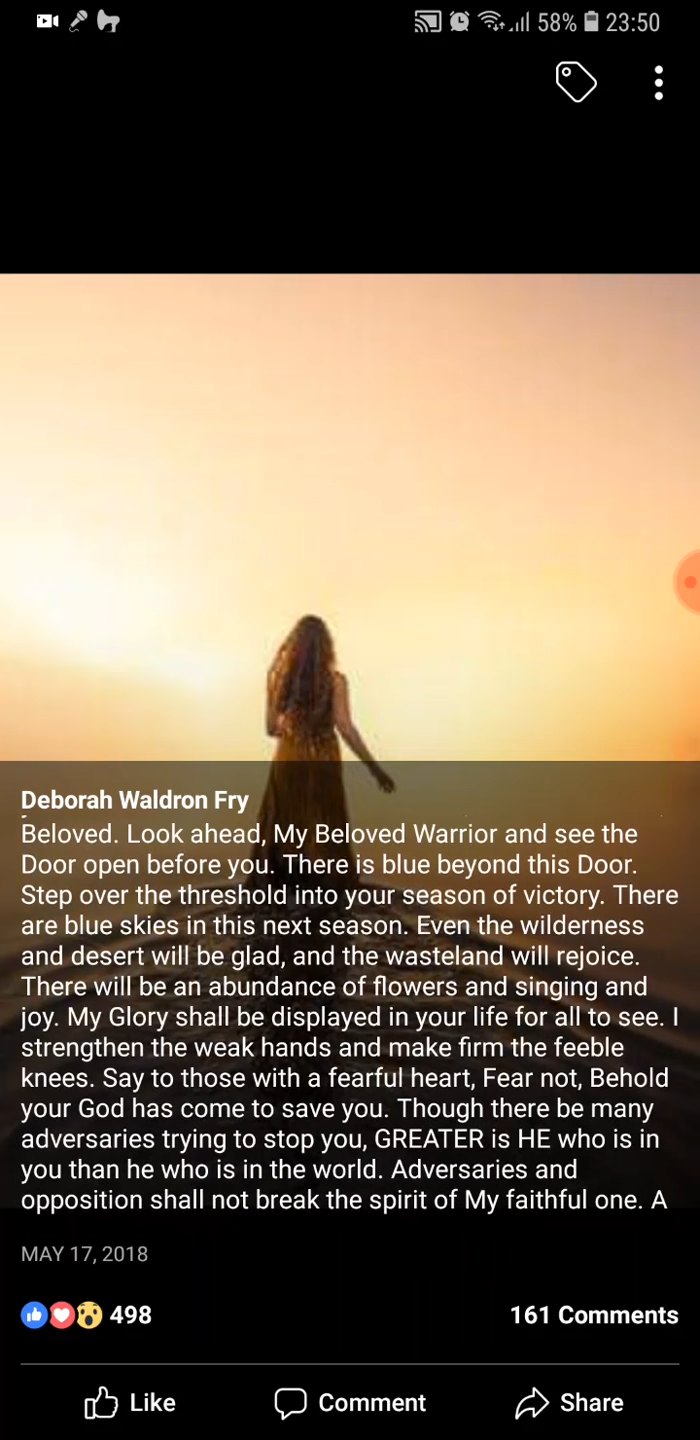 58% 23:50
Deborah Waldron Fry
Beloved. Look ahead, My Beloved Warrior and see the
Door open before you. There is blue beyond this Door.
Step over the threshold into your season of victory. There
are blue skies in this next season. Even the wilderness
and desert will be glad, and the wasteland will rejoice.
There will be an abundance of flowers and singing and
joy. My Glory shall be displayed in your life for all to see. I
strengthen the weak hands and make firm the feeble
knees. Say to those with a fearful heart, Fear not, Behold
your God has come to save you. Though there be many
adversaries trying to stop you, GREATER is HE who is in
you than he who is in the world. Adversaries and
opposition shall not break the spirit of My faithful one. A
MAY 17, 2018
498 161 Comments
Like Comment Share